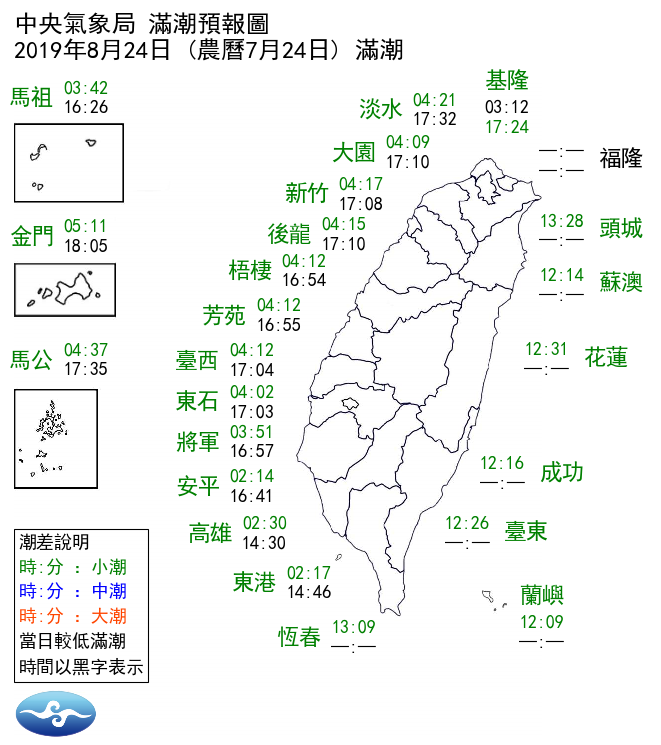 中央氣象局 滿潮預報圖
2019年8月24日 (農曆7月24日) 滿潮
基隆
03:12
17:24
馬祖
03:42
16:26
淡水
04:21
17:32
大園
04:09
17:10
福隆
—:—
—:—
新竹
04:17
17:08
金門
05:11
18:05
後龍
04:15
17:10
頭城
13:28
—:—
梧棲
04:12
16:54
蘇澳
12:14
—:—
芳苑
04:12
16:55
馬公
04:37
17:35
臺西
04:12
17:04
花蓮
12:31
—:—
東石
04:02
17:03
將軍
03:51
16:57
安平
02:14
16:41
成功
12:16
—:—
高雄
02:30
14:30
臺東
12:26
—:—
東港
02:17
14:46
蘭嶼
12:09
—:—
恆春
13:09
—:—
潮差說明
時:分 : 小潮
時:分 : 中潮
時:分 : 大潮
當日較低滿潮
時間以黑字表示